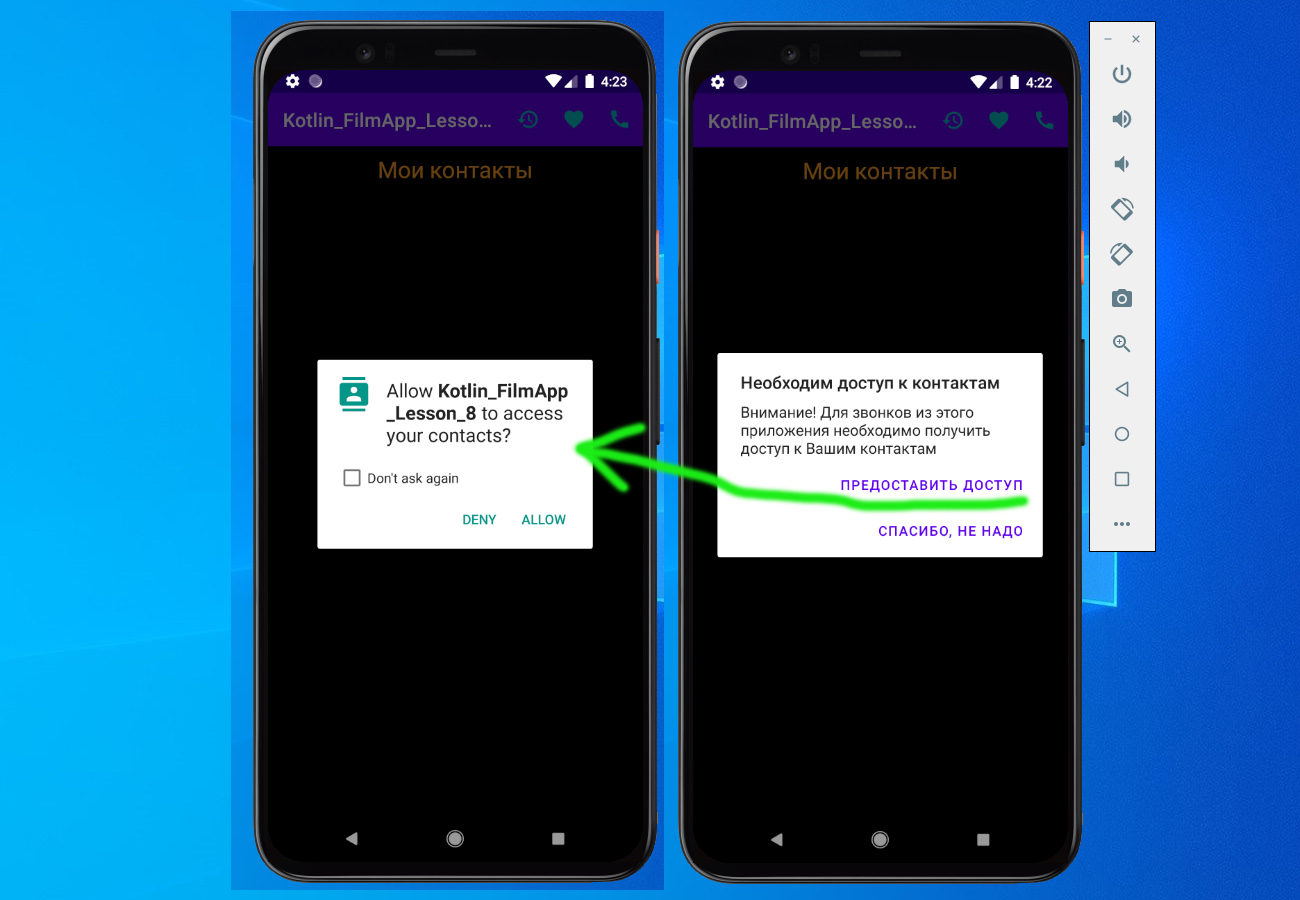 4:23
Kotlin_FilmApp_Lesso...
Мои контакты
Allow Kotlin_FilmApp
_Lesson_8 to access
your contacts?
Don't ask again
DENY ALLOW
4:22
Kotlin_FilmApp_Lesso...
Мои контакты
Необходим доступ к контактам
Внимание! Для звонков из этого
приложения необходимо получить
доступ к Вашим контактам
ПРЕДОСТАВИТЬ ДОСТУП
СПАСИБО, НЕ НАДО